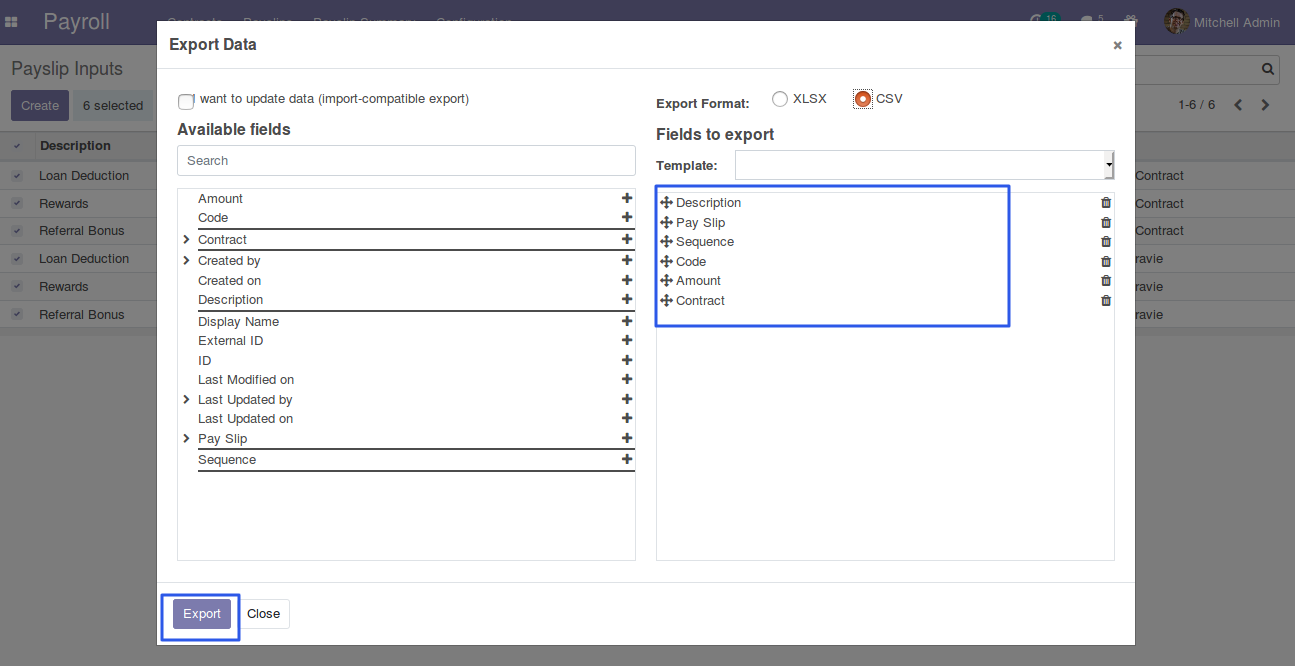 Payroll
Contracts Payslips Payslip Summary Configuration
16 5 Mitchell Admin
Export Data
×
Payslip Inputs
Create 6 selected
1-6 / 6
want to update data (import-compatible export)
Export Format: XLSX CSV
Available fields
Fields to export
Search
Template:
Description
Loan Deduction
Rewards
Referral Bonus
Loan Deduction
Rewards
Referral Bonus
Amount
Code
Contract
Created by
Created on
Description
Display Name
External ID
ID
Last Modified on
Last Updated by
Last Updated on
Pay Slip
Sequence
Description
Pay Slip
Sequence
Code
Amount
Contract
Contract
Contract
Contract
ravie
ravie
ravie
Export Close